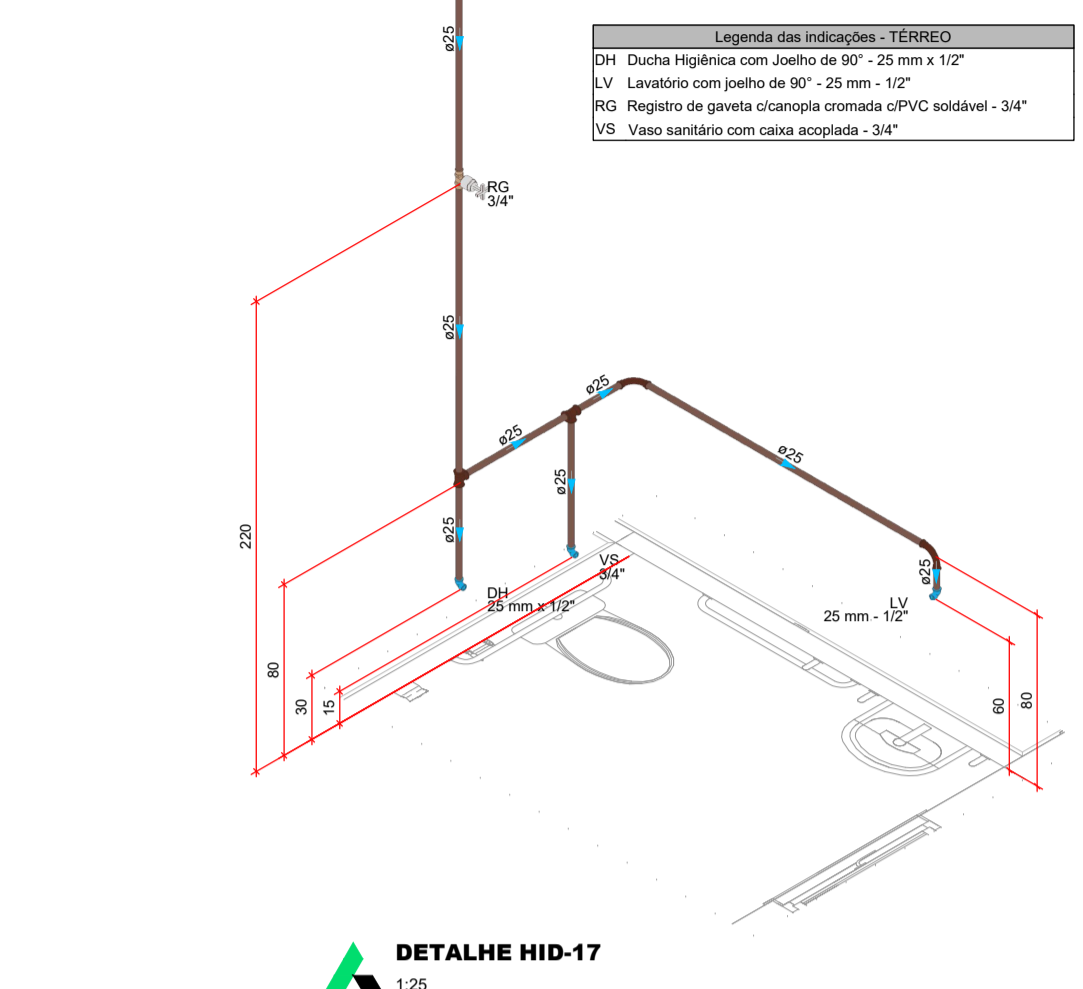 Legenda das indicações - TÉRREO
DH Ducha Higiênica com Joelho de 90° - 25 mm x 1/2"
LV Lavatório com joelho de 90° - 25 mm - 1/2"
RG Registro de gaveta c/canopla cromada c/PVC soldável - 3/4"
VS Vaso sanitário com caixa acoplada - 3/4"
ø25
RG
3/4"
ø25
ø25
ø25
ø25
ø25
ø25
ø25
220
80
30
15
VS
3/4"
DH
25 mm x 1/2"
LV
25 mm - 1/2"
60
80
DETALHE HID-17
1:25